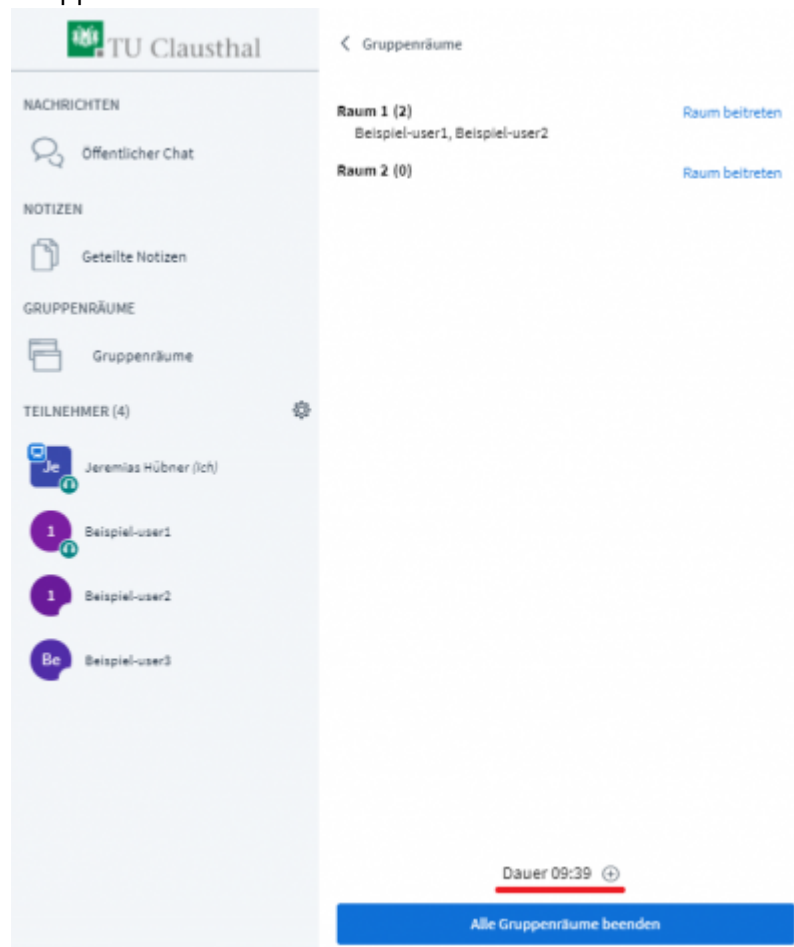 TU Clausthal
NACHRICHTEN
Öffentlicher Chat
NOTIZEN
Geteilte Notizen
GRUPPENRÄUME
Gruppenräume
TEILNEHMER (4)
Je
Jeremias Hübner (Ich)
1
Beispiel-user1
1
Beispiel-user2
Be
Beispiel-user3
Gruppenräume
Raum 1 (2)
Raum beitreten
Beispiel-user1, Beispiel-user2
Raum 2 (0)
Raum beitreten
Dauer 09:39
Alle Gruppenräume beenden